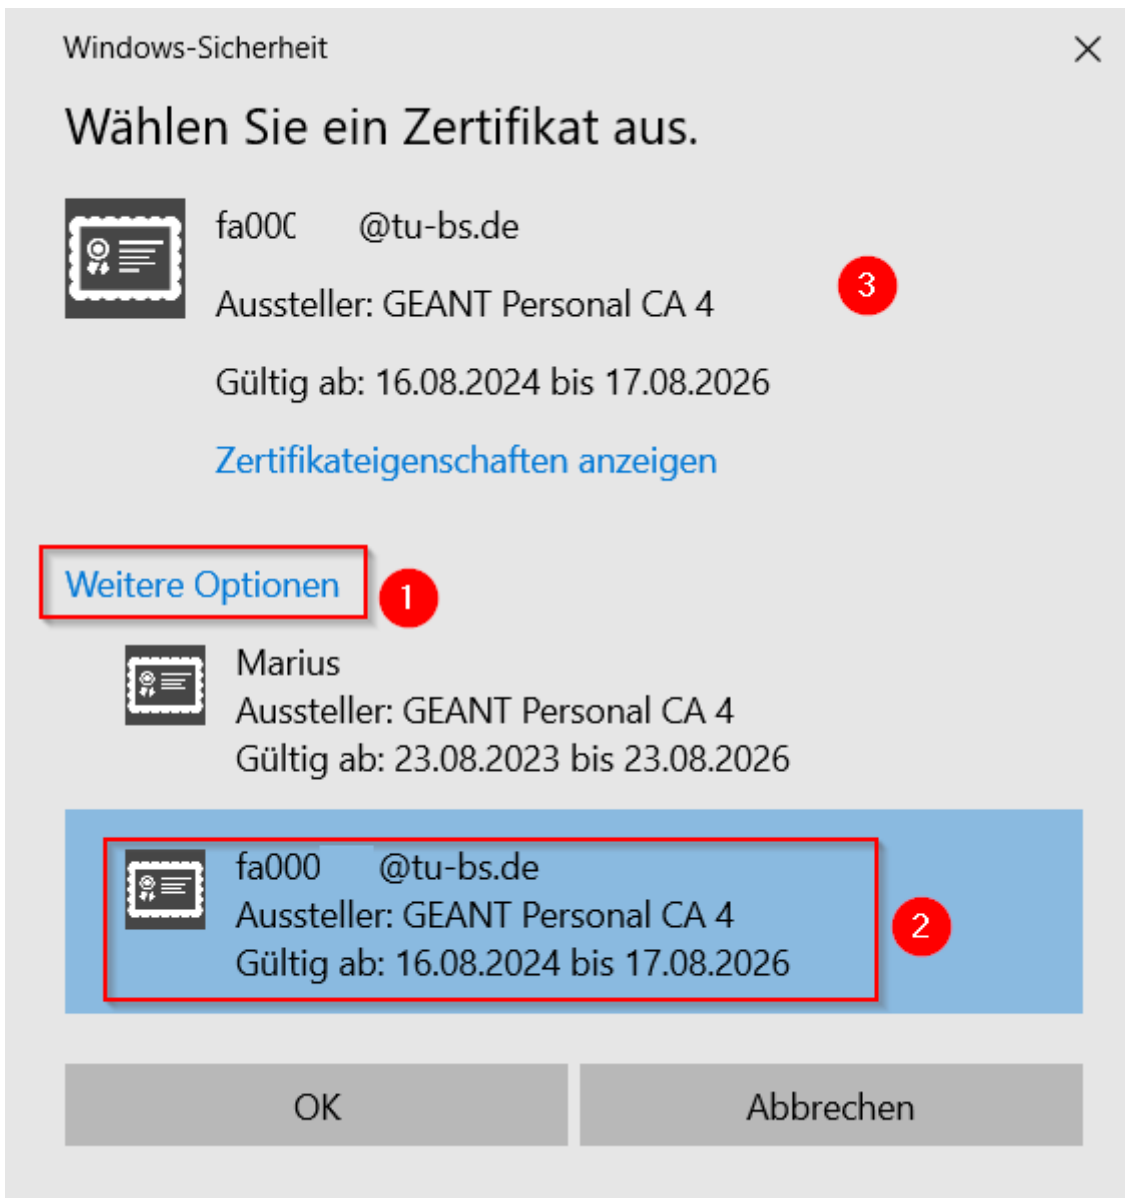 Windows-Sicherheit
Wählen Sie ein Zertifikat aus.
fa000 @tu-bs.de
Aussteller: GEANT Personal CA 4
3
Gültig ab: 16.08.2024 bis 17.08.2026
Zertifikateigenschaften anzeigen
Weitere Optionen
1
Marius
Aussteller: GEANT Personal CA 4
Gültig ab: 23.08.2023 bis 23.08.2026
fa000 @tu-bs.de
Aussteller: GEANT Personal CA 4
2
Gültig ab: 16.08.2024 bis 17.08.2026
OK Abbrechen